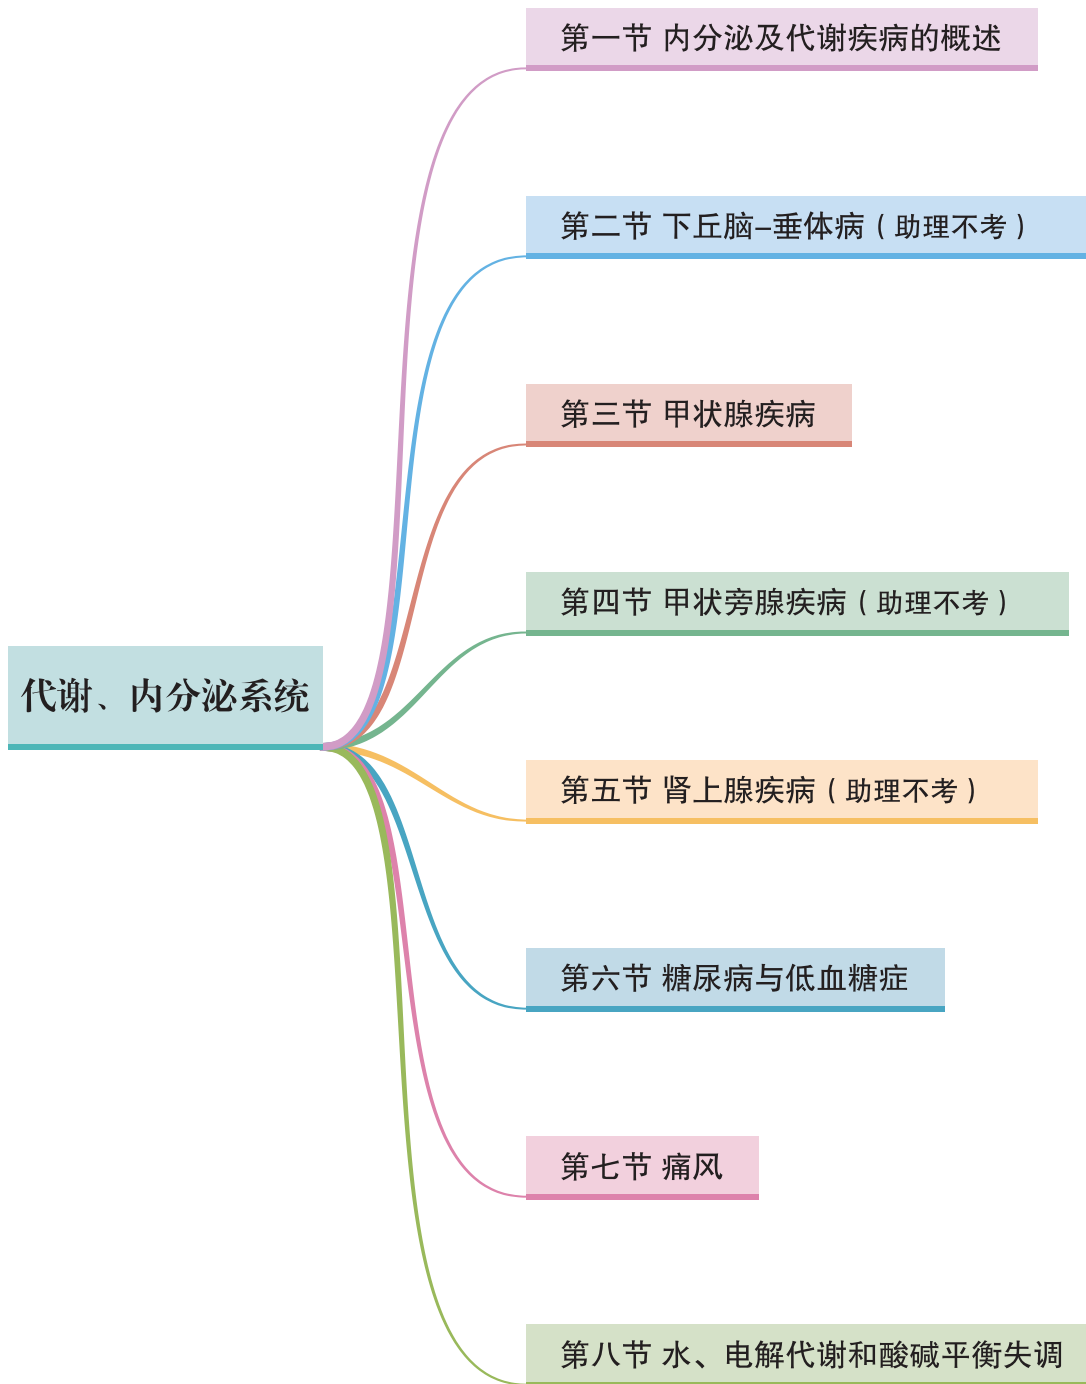 第一节 内分泌及代谢疾病的概述
第二节 下丘脑–垂体病（助理不考）
第三节 甲状腺疾病
第四节 甲状旁腺疾病（助理不考）
代谢、内分泌系统
第五节 肾上腺疾病（助理不考）
第六节 糖尿病与低血糖症
第七节 痛风
第八节 水、电解代谢和酸碱平衡失调